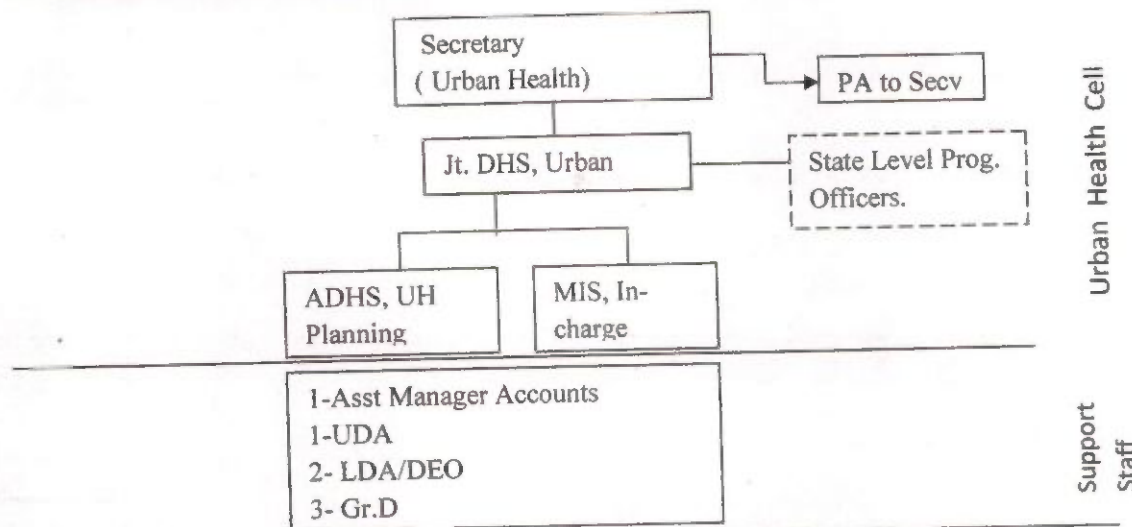 Secretary
( Urban Health)
PA to Secv
Jt. DHS, Urban
State Level Prog.
Officers.
ADHS, UH
Planning
MIS, In-
charge
Urban Health Cell
1-Asst Manager Accounts
1-UDA
2- LDA/DEO
3- Gr.D
Support
Staff